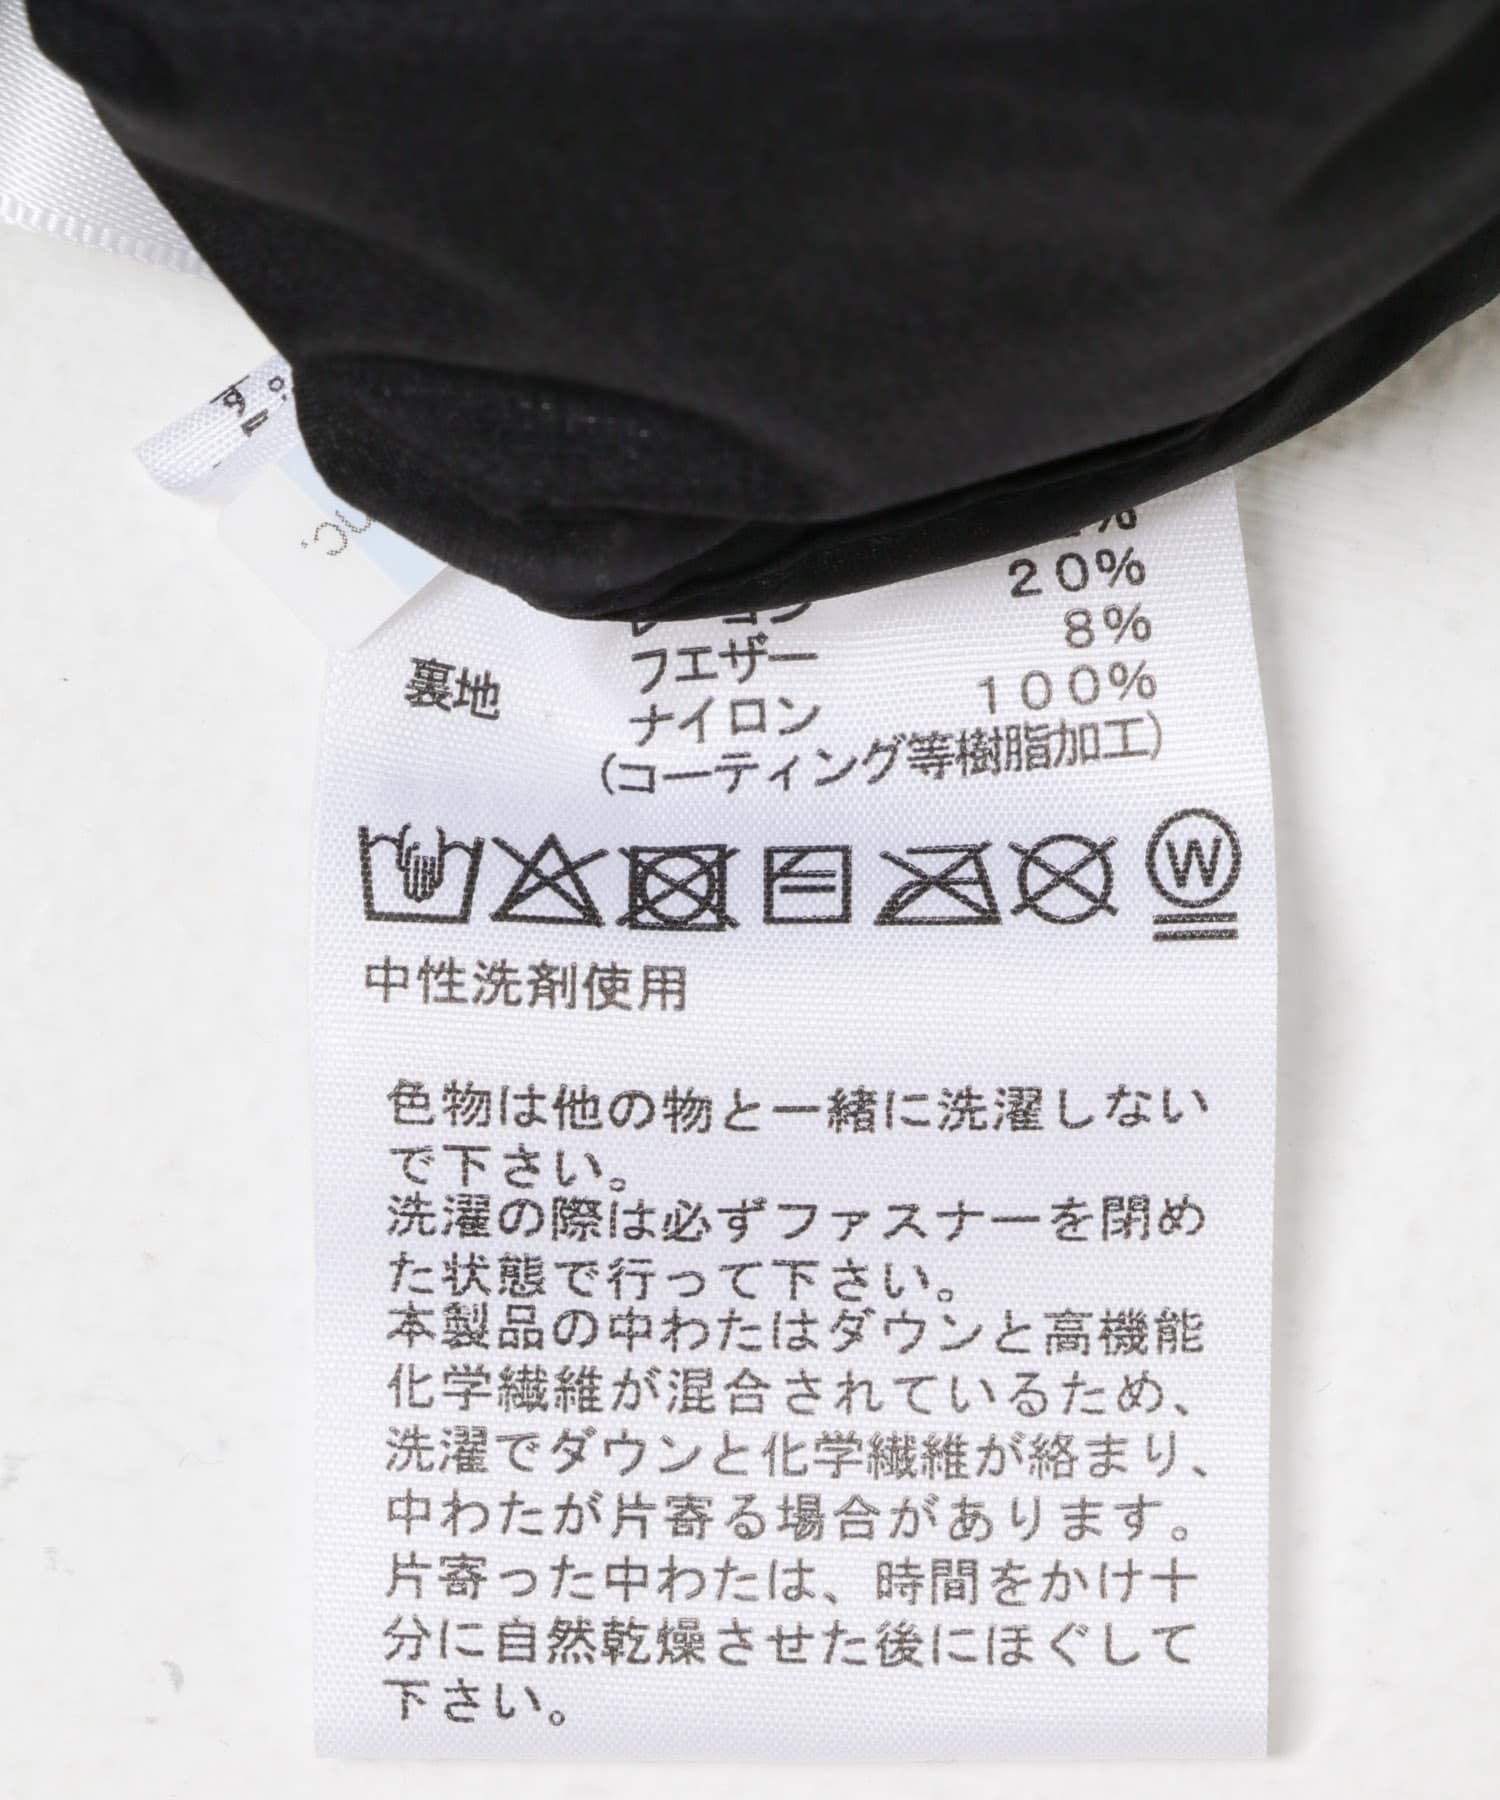 20%
レーヨン 8%
フェザー 100%
裏地 ナイロン
(コーティング等樹脂加工)
W
中性洗剤使用
色物は他の物と一緒に洗濯しない
で下さい。
洗濯の際は必ずファスナーを閉め
た状態で行って下さい。
本製品の中わたはダウンと高機能
化学繊維が混合されているため、
洗濯でダウンと化学繊維が絡まり、
中わたが片寄る場合があります。
片寄った中わたは、時間をかけ十
分に自然乾燥させた後にほぐして
下さい。